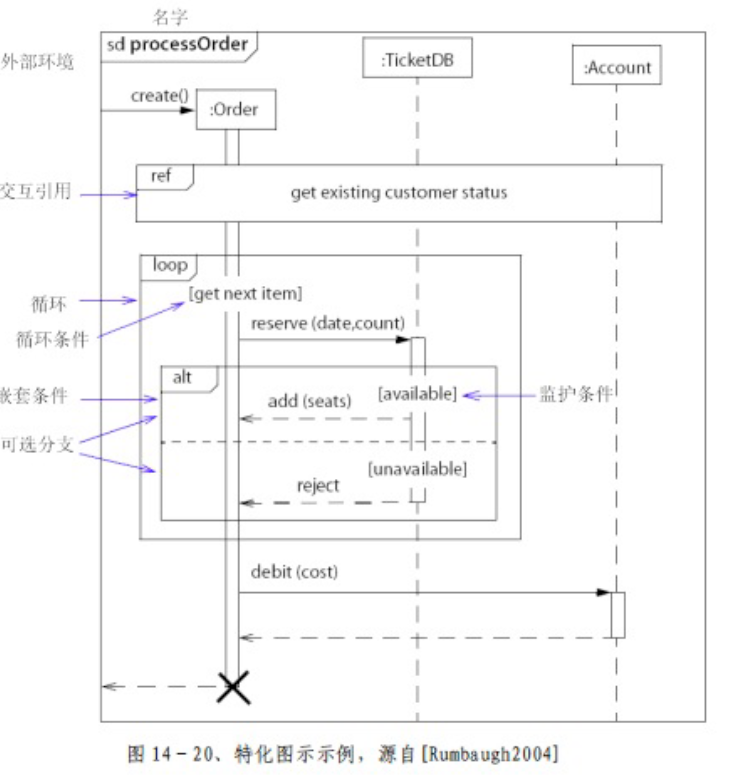 名字
sd processOrder
外部环境
:TicketDB
:Account
create()
:Order
ref
交互引用
get existing customer status
loop
[get next item]
循环
循环条件
reserve (date,count)
alt
嵌套条件
[available]
监护条件
add (seats)
可选分支
[unavailable]
reject
debit (cost)
图 14-20、特化图示示例, 源自[Rumbaugh2004]